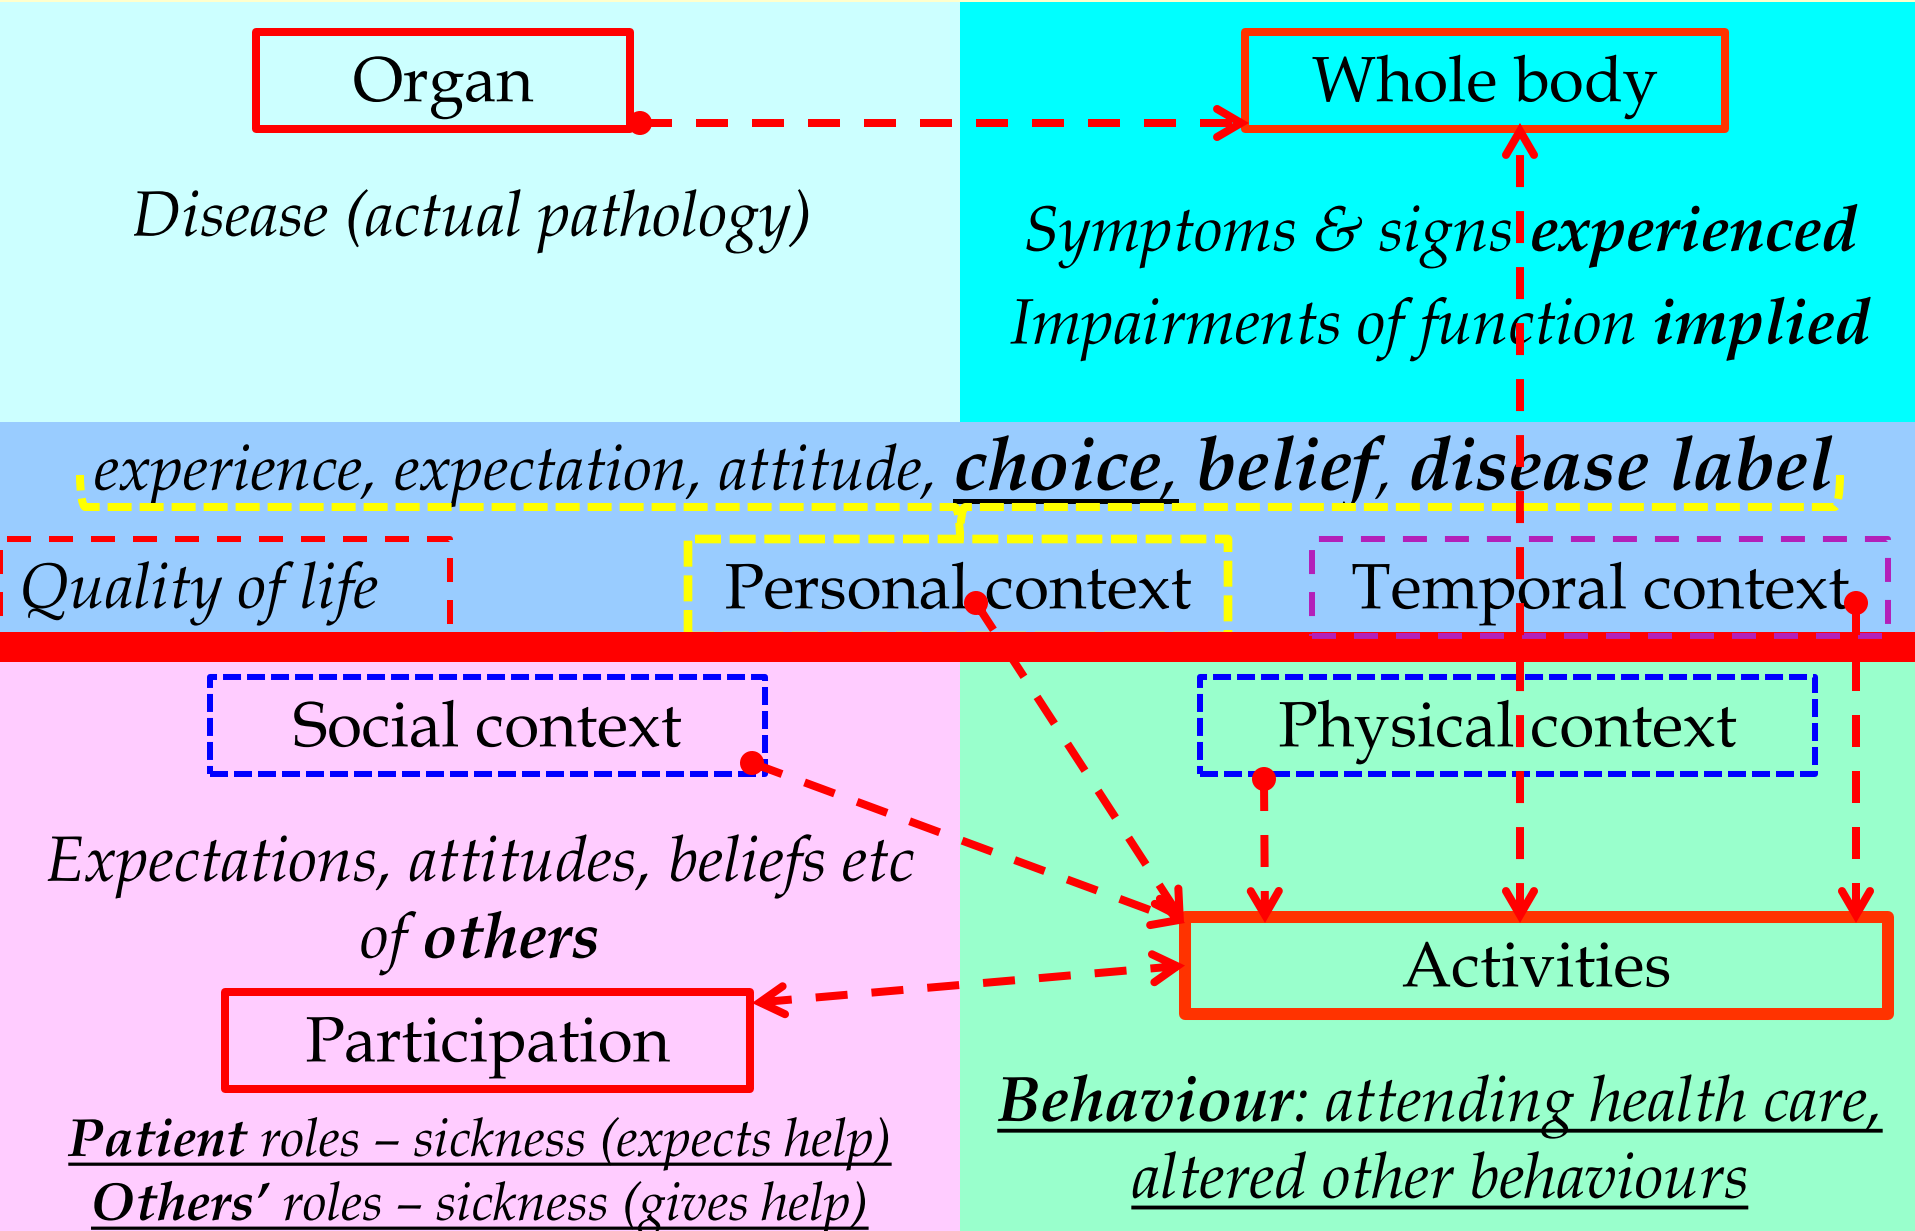 Organ
Whole body
Disease (actual pathology)
Symptoms & signs experienced
Impairments of function implied
experience, expectation, attitude, choice, belief, disease label
Quality of life
Personal context
Temporal context
Social context
Physical context
Expectations, attitudes, beliefs etc
of others
Activities
Participation
Behaviour: attending health care,
altered other behaviours
Patient roles – sickness (expects help)
Others’ roles – sickness (gives help)